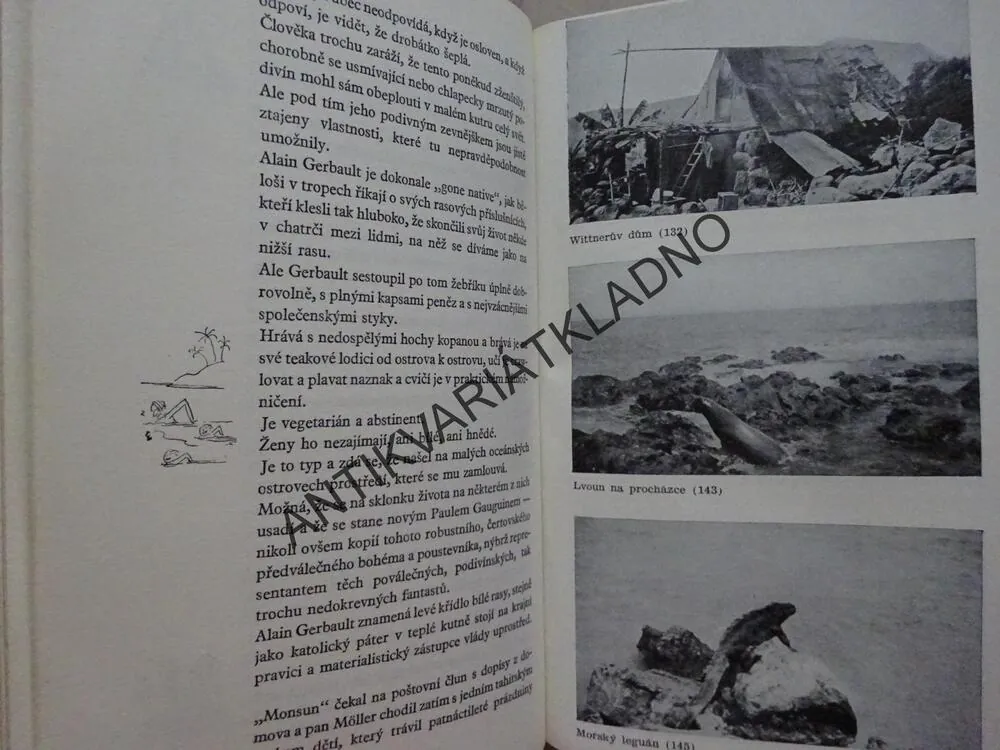 neodpovídá, když je osloven, a když
odpoví, je vidět, že drobátko šeplá.
Člověka trochu zaráží, že tento poněkud zženštilý,
chorobně se usmívající nebo chlapecky mrzutý po-
divín mohl sám obeplouti v malém kutru celý svět.
Ale pod tím jeho podivným zevnějškem jsou jistě
ztajeny vlastnosti, které tu nepravděpodobnost
umožnily.
Alain Gerbault je dokonale „gone native“, jak bě-
loši v tropech říkají o svých rasových příslušnících,
kteří klesli tak hluboko, že skončili svůj život někde
v chatrči mezi lidmi, na něž se díváme jako na
nižší rasu.
Ale Gerbault sestoupil po tom žebříku úplně dob-
rovolně, s plnými kapsami peněz a s nejvzácnějšími
společenskými styky.
Hrává s nedospělými hochy kopanou a brává je na
své teakové lodici od ostrova k ostrovu, učí je
lovat a plavat naznak a cvičí je v praktickém
ničení.
Je vegetarián a abstinent.
Ženy ho nezajímají, ani bílé, ani hnědé.
Je to typ a zdá se, že našel na malých oceánských
ostrovech prostředí, které se mu zamlouvá.
Možná, že se na sklonku života na některém z nich
usadí a že se stane novým Paulem Gauguinem —
nikoli ovšem kopií tohoto robustního, čertovského
předválečného bohéma a poustevníka, nýbrž repre-
sentantem těch poválečných, podivínských, tak
trochu nedokrevných fantastů.
Alain Gerbault znamená levé křídlo bílé rasy, stejně
jako katolický páter v teplé kutně stojí na krajní
pravici a materialistický zástupce vlády uprostřed.
„Monsun“ čekal na poštovní člun s dopisy z do-
mova a pan Möller chodil zatím s jedním tahitským
dětí, který trávil patnáctileté prázdniny
Wittnerův dům (132)
Lvoun na procházce (143)
Mořský leguán (145)
ANTIKVARIÁTKLADNO